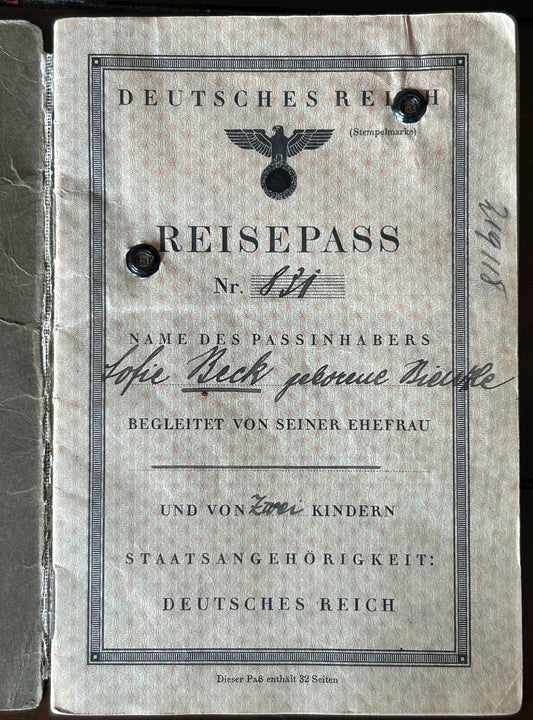 DEUTSCHES REICH
(Stempelmarke)
REISEPASS
Nr. 831
NAME DES PASSINHABERS
Sofie Beck geborene
BEGLEITET VON SEINER EHEFRAU
UND VON Zwei KINDERN
STAATSANGEHÖRIGKEIT:
DEUTSCHES REICH
Dieser Paß enthält 32 Seiten